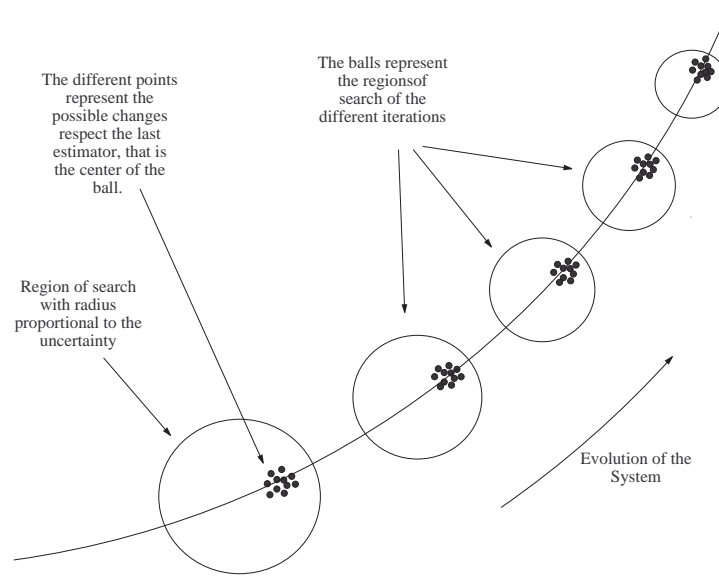 The different points
represent the
possible changes
respect the last
estimator, that is
the center of the
ball.
The balls represent
the regionsof
search of the
different iterations
Region of search
with radius
proportional to the
uncertainty
Evolution of the
System